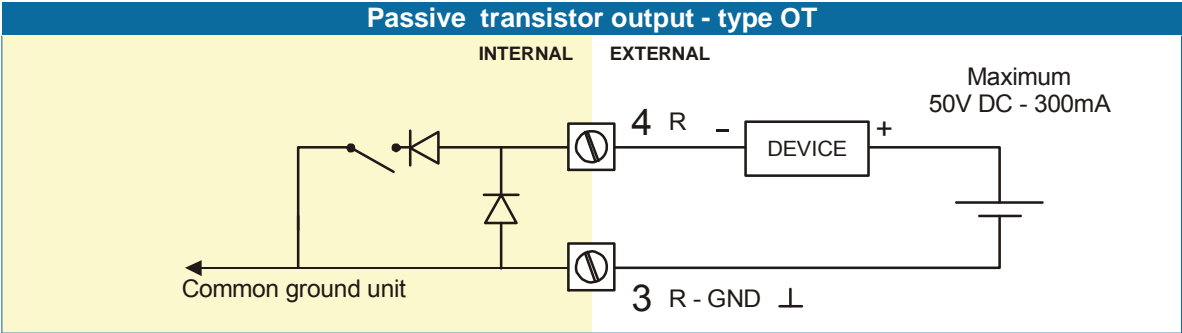 Passive transistor output - type OT
INTERNAL EXTERNAL
Maximum
50V DC - 300mA
4 R - DEVICE +
Common ground unit
3 R - GND ⊥